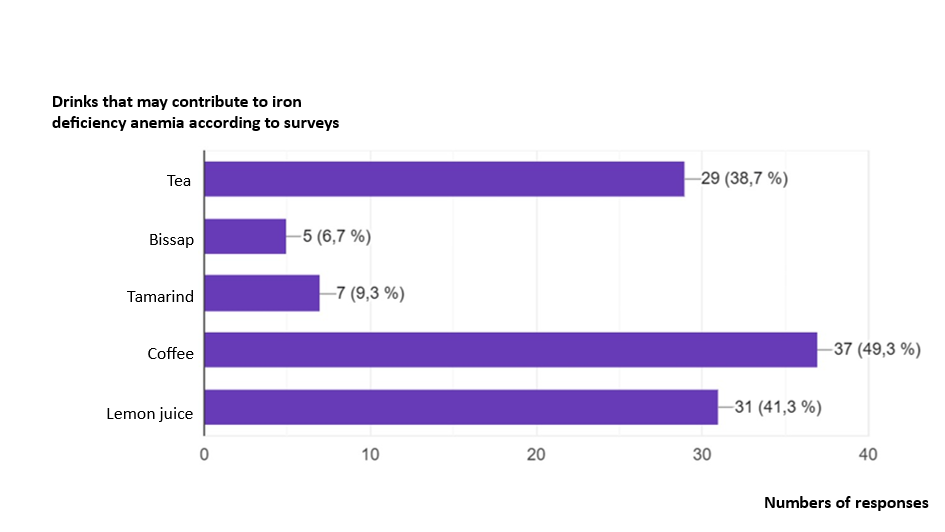 Drinks that may contribute to iron
deficiency anemia according to surveys
Tea
29 (38,7 %)
Bissap
5 (6,7 %)
Tamarind
7 (9,3 %)
Coffee
37 (49,3 %)
Lemon juice
31 (41,3 %)
0 10 20 30 40
Numbers of responses